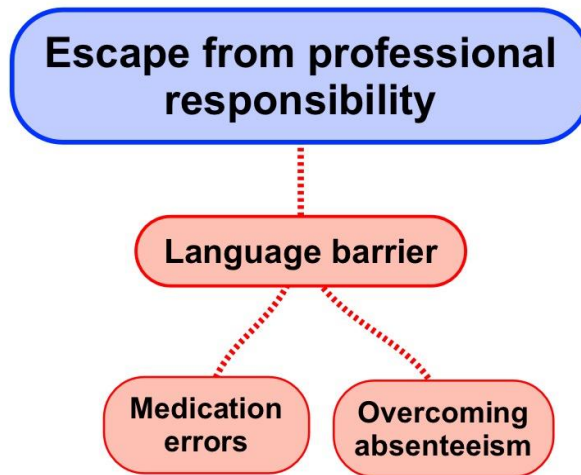 Escape from professional
responsibility
Language barrier
Medication
errors
Overcoming
absenteeism